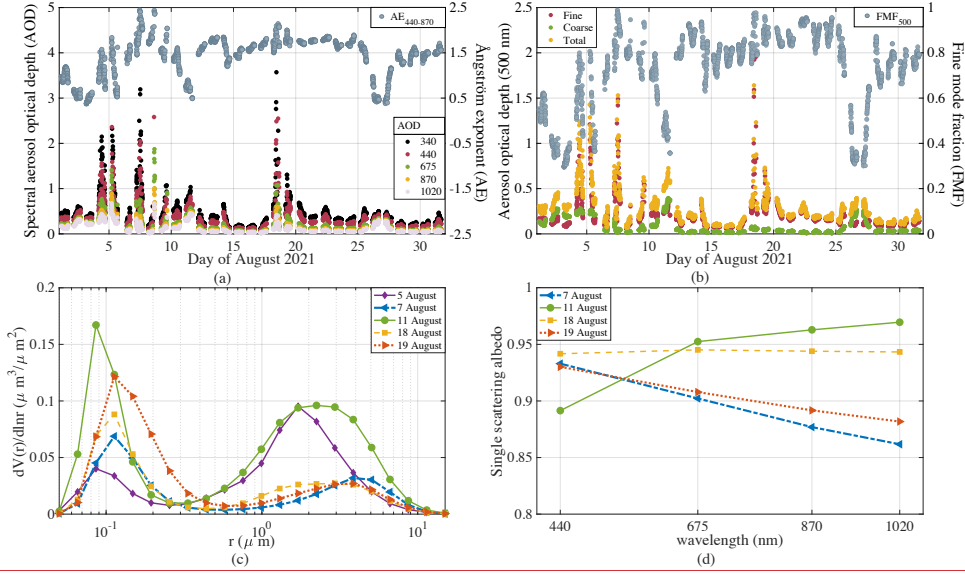 5
4
3
2
1
0
2.5
1.5
0.5
-0.5
-1.5
-2.5
Spectral aerosol optical depth (AOD)
Ångström exponent (AE)
AE440-870
AOD
340
440
675
870
1020
5
10
15
20
25
30
Day of August 2021
(a)
2.5
2
1.5
1
0.5
0
1
0.8
0.6
0.4
0.2
0
Aerosol optical depth (500 nm)
Fine mode fraction (FMF)
Fine
Coarse
Total
FMF500
5
10
15
20
25
30
Day of August 2021
(b)
0.2
0.15
0.1
0.05
0
dV(r)/dlnr (μ m3/μ m2)
5 August
7 August
11 August
18 August
19 August
10-1
100
101
r (μ m)
(c)
1
0.95
0.9
0.85
0.8
Single scattering albedo
7 August
11 August
18 August
19 August
440
675
870
1020
wavelength (nm)
(d)